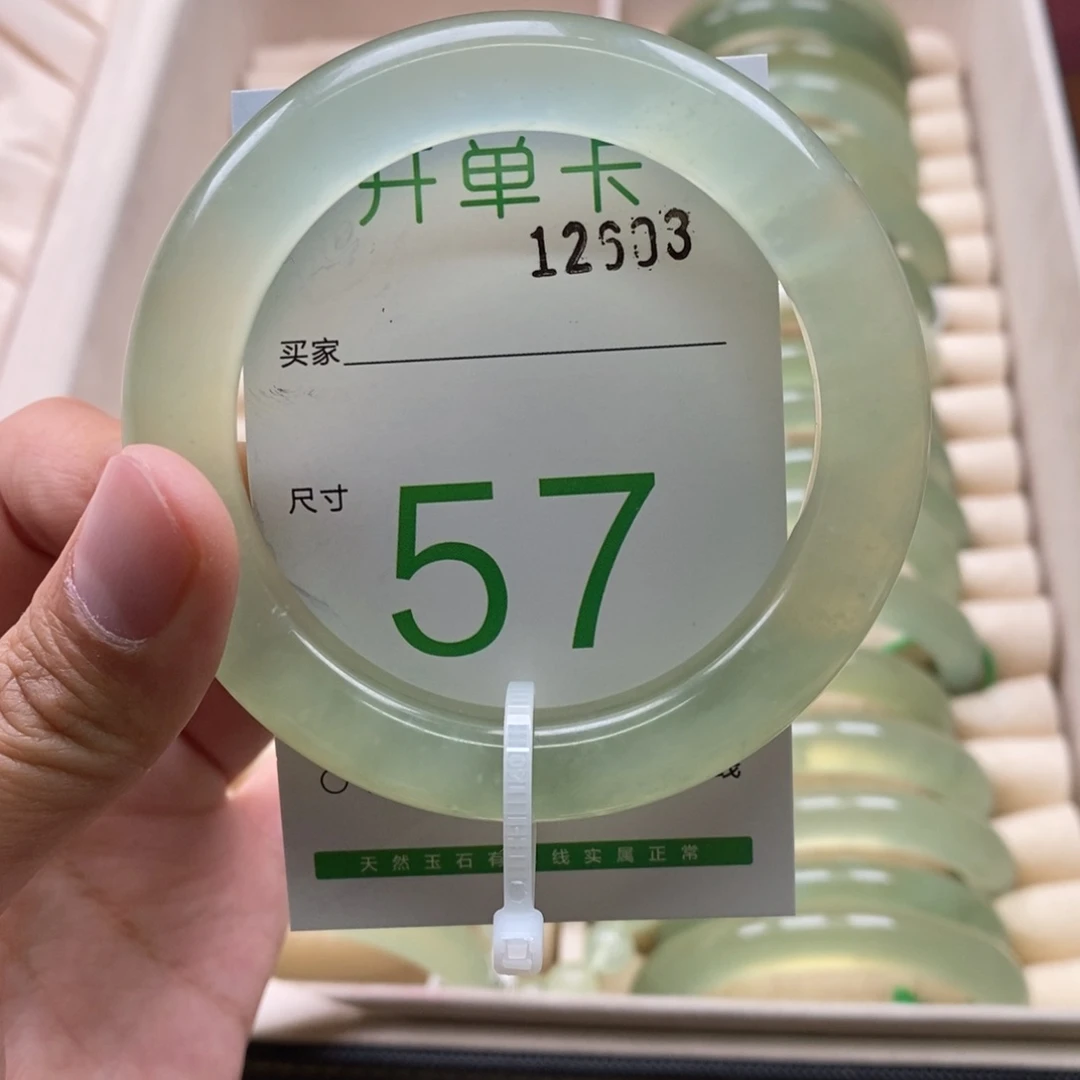 开单卡
12603
买家
尺寸
57
线
天然玉石有 线实属正常